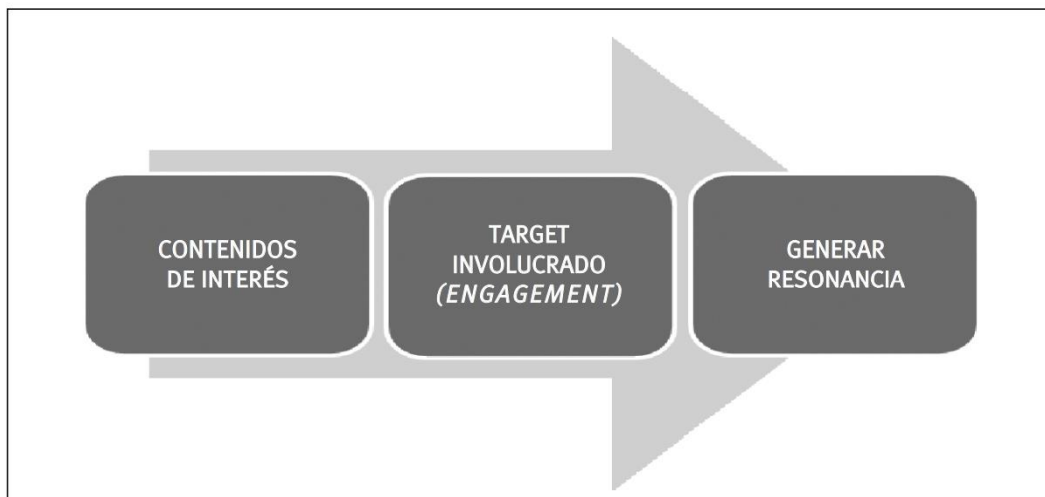 CONTENIDOS
DE INTERÉS
TARGET
INVOLUCRADO
(ENGAGEMENT)
GENERAR
RESONANCIA